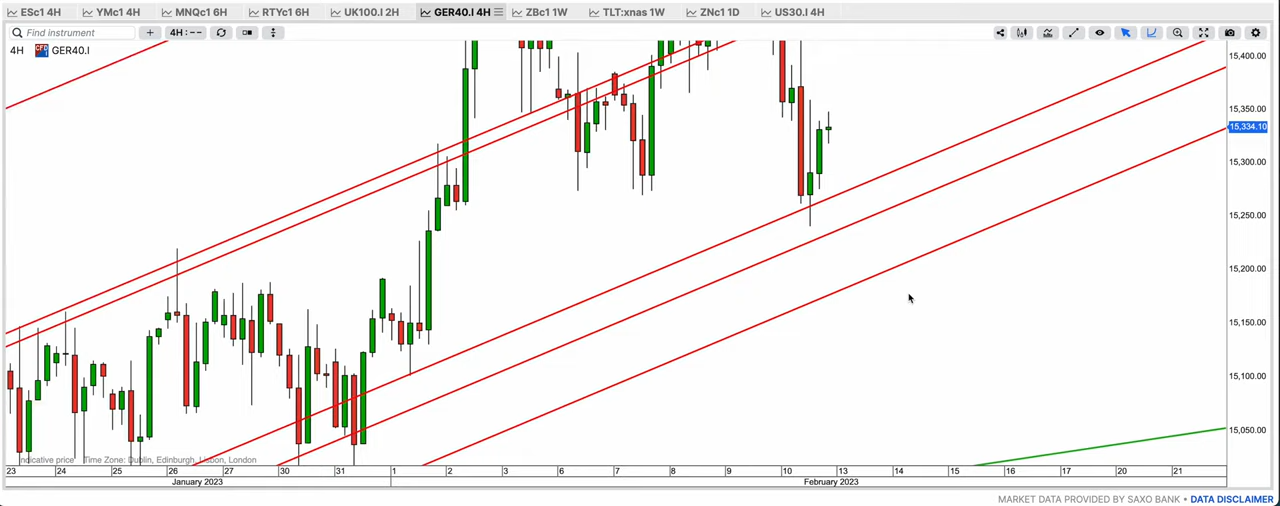 ESc1 4H YMc1 4H MNQc1 6H RTYc1 6H UK100.I 2H GER40.I 4H ZBc1 1W TLT:xnas 1W ZNc1 1D US30.I 4H
Find instrument 4H : --
4H CFD GER40.I
15,400.00
15,350.00
15,334.10
15,300.00
15,250.00
15,200.00
15,150.00
15,100.00
15,050.00
Indicative price Time Zone: Dublin, Edinburgh, Lisbon, London
23 24 25 26 27 30 31 1 2 3 6 7 8 9 10 13 14 15 16 17 20 21
January 2023 February 2023
MARKET DATA PROVIDED BY SAXO BANK • DATA DISCLAIMER